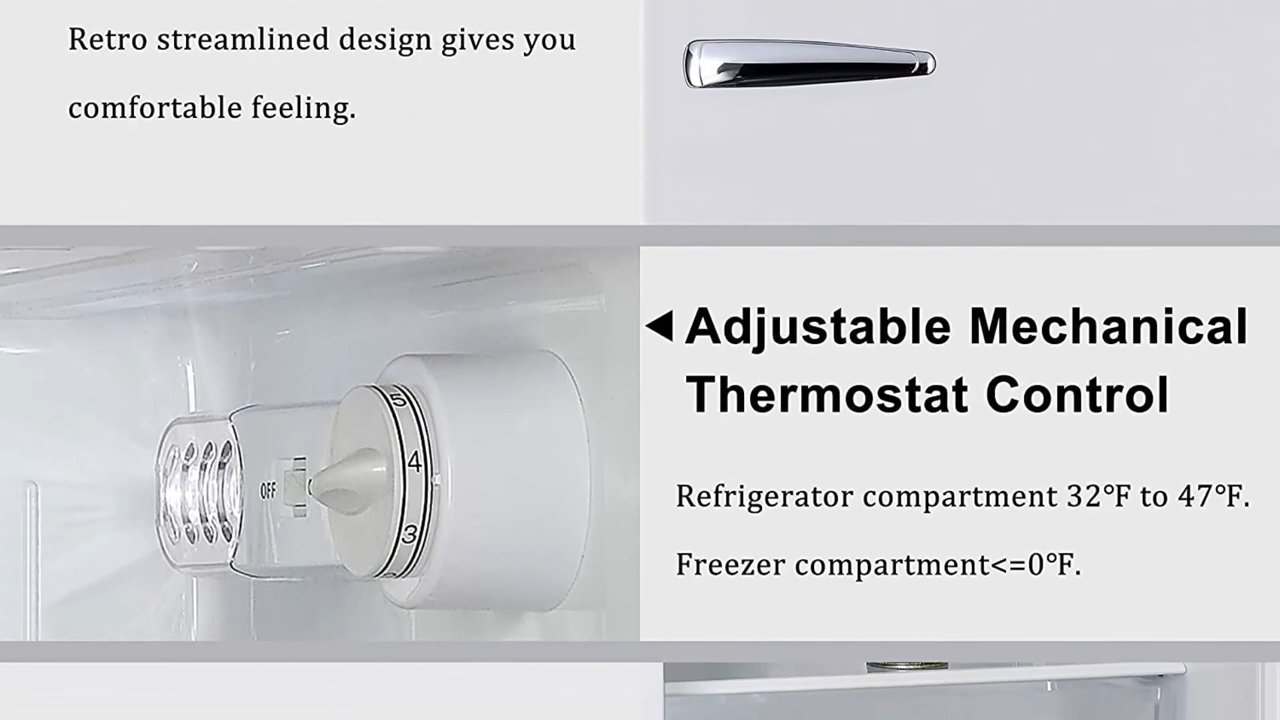 Retro streamlined design gives you
comfortable feeling.
◀ Adjustable Mechanical
Thermostat Control
Refrigerator compartment 32°F to 47°F.
Freezer compartment<=0°F.
OFF
5
4
3